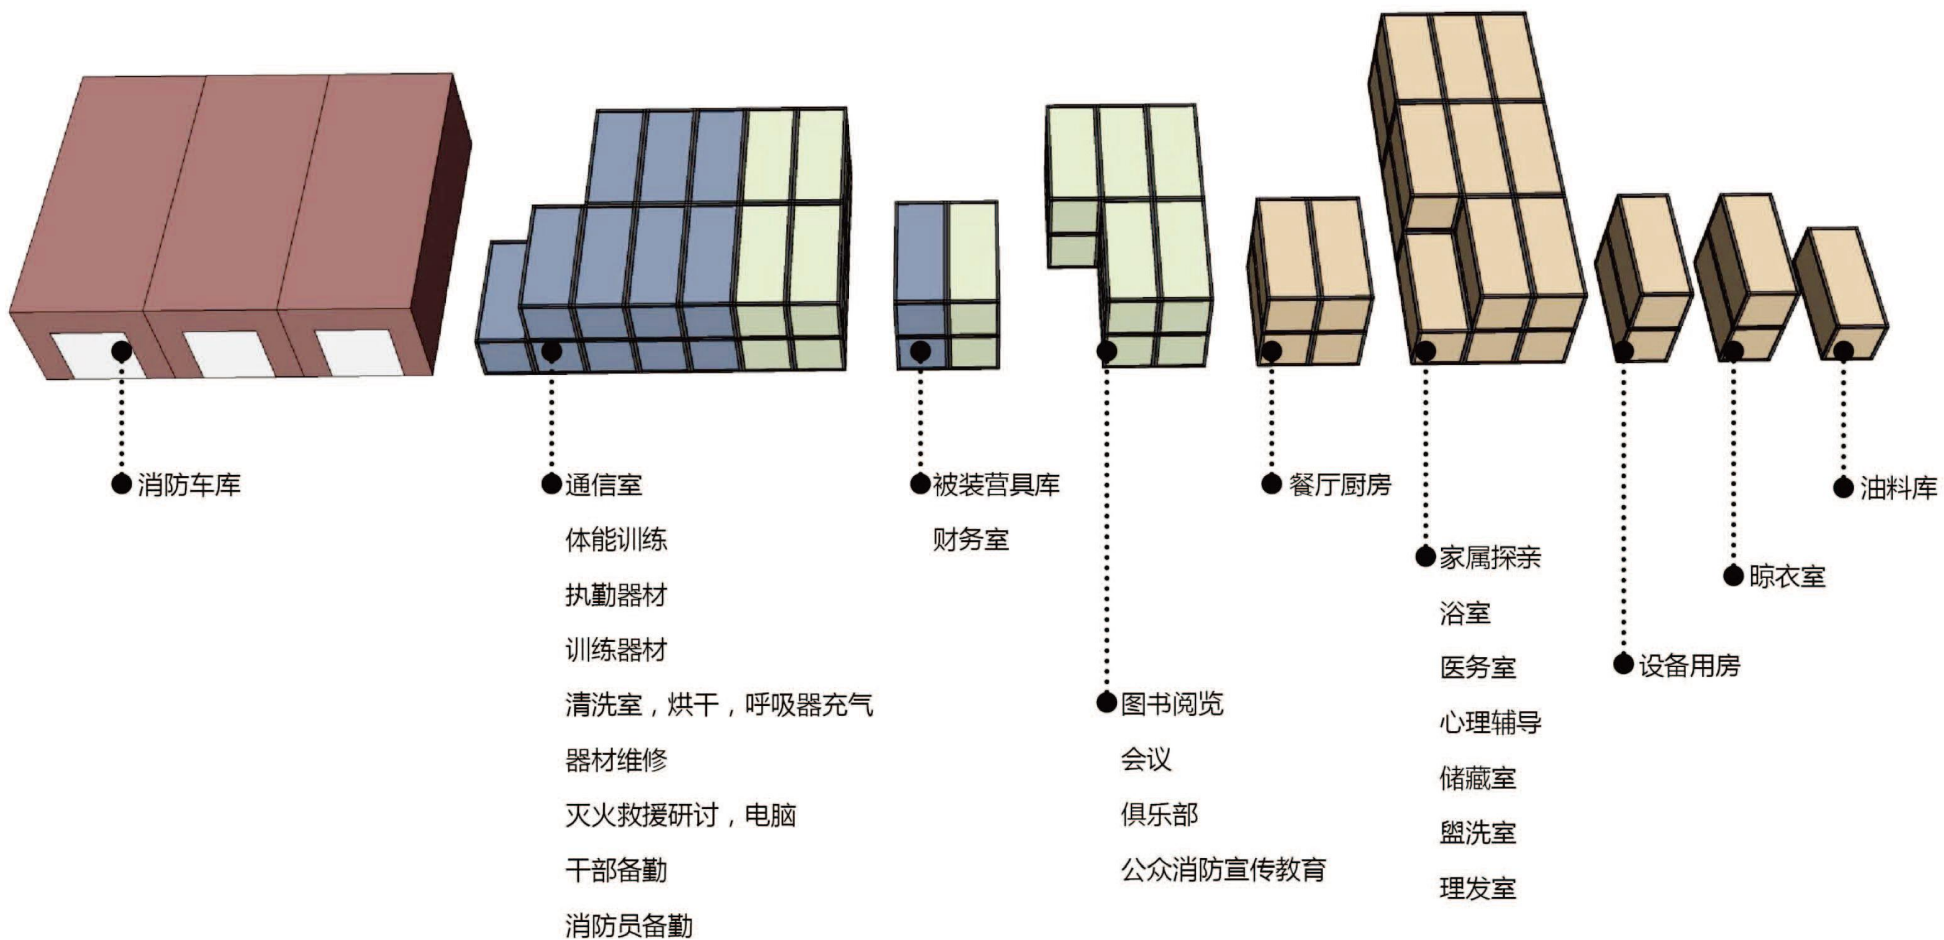 消防车库
通信室
体能训练
执勤器材
训练器材
清洗室，烘干，呼吸器充气
器材维修
灭火救援研讨，电脑
干部备勤
消防员备勤
被装营具库
财务室
图书阅览
会议
俱乐部
公众消防宣传教育
餐厅厨房
家属探亲
浴室
医务室
心理辅导
储藏室
盥洗室
理发室
设备用房
晾衣室
油料库